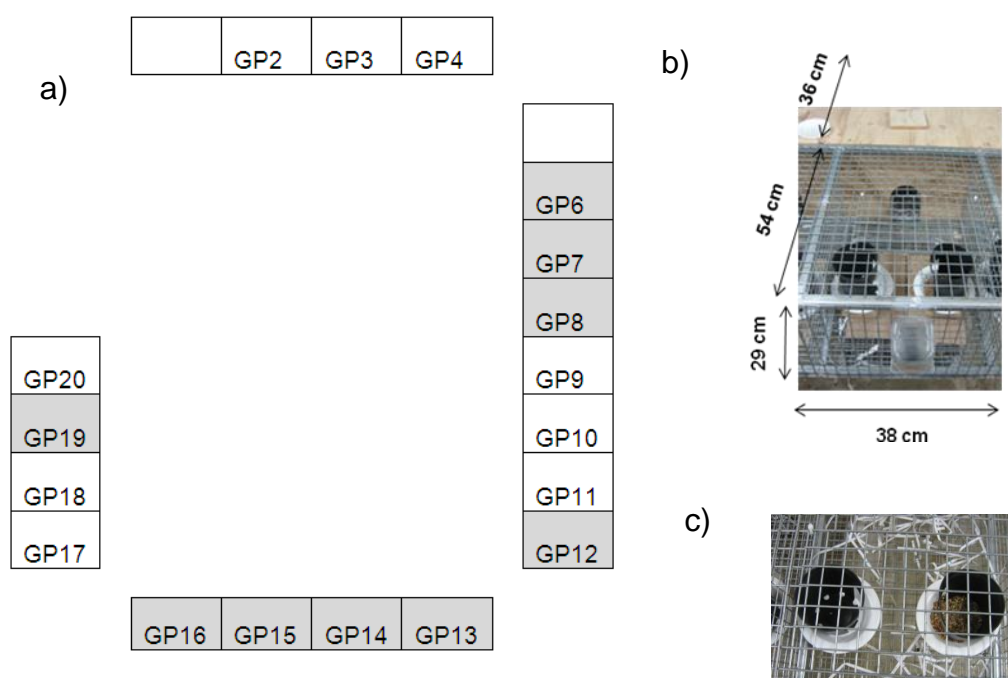 a)
GP2 GP3 GP4
GP6
GP7
GP8
GP9
GP10
GP11
GP12
GP20
GP19
GP18
GP17
GP16 GP15 GP14 GP13
b)
36 cm
54 cm
29 cm
38 cm
c)